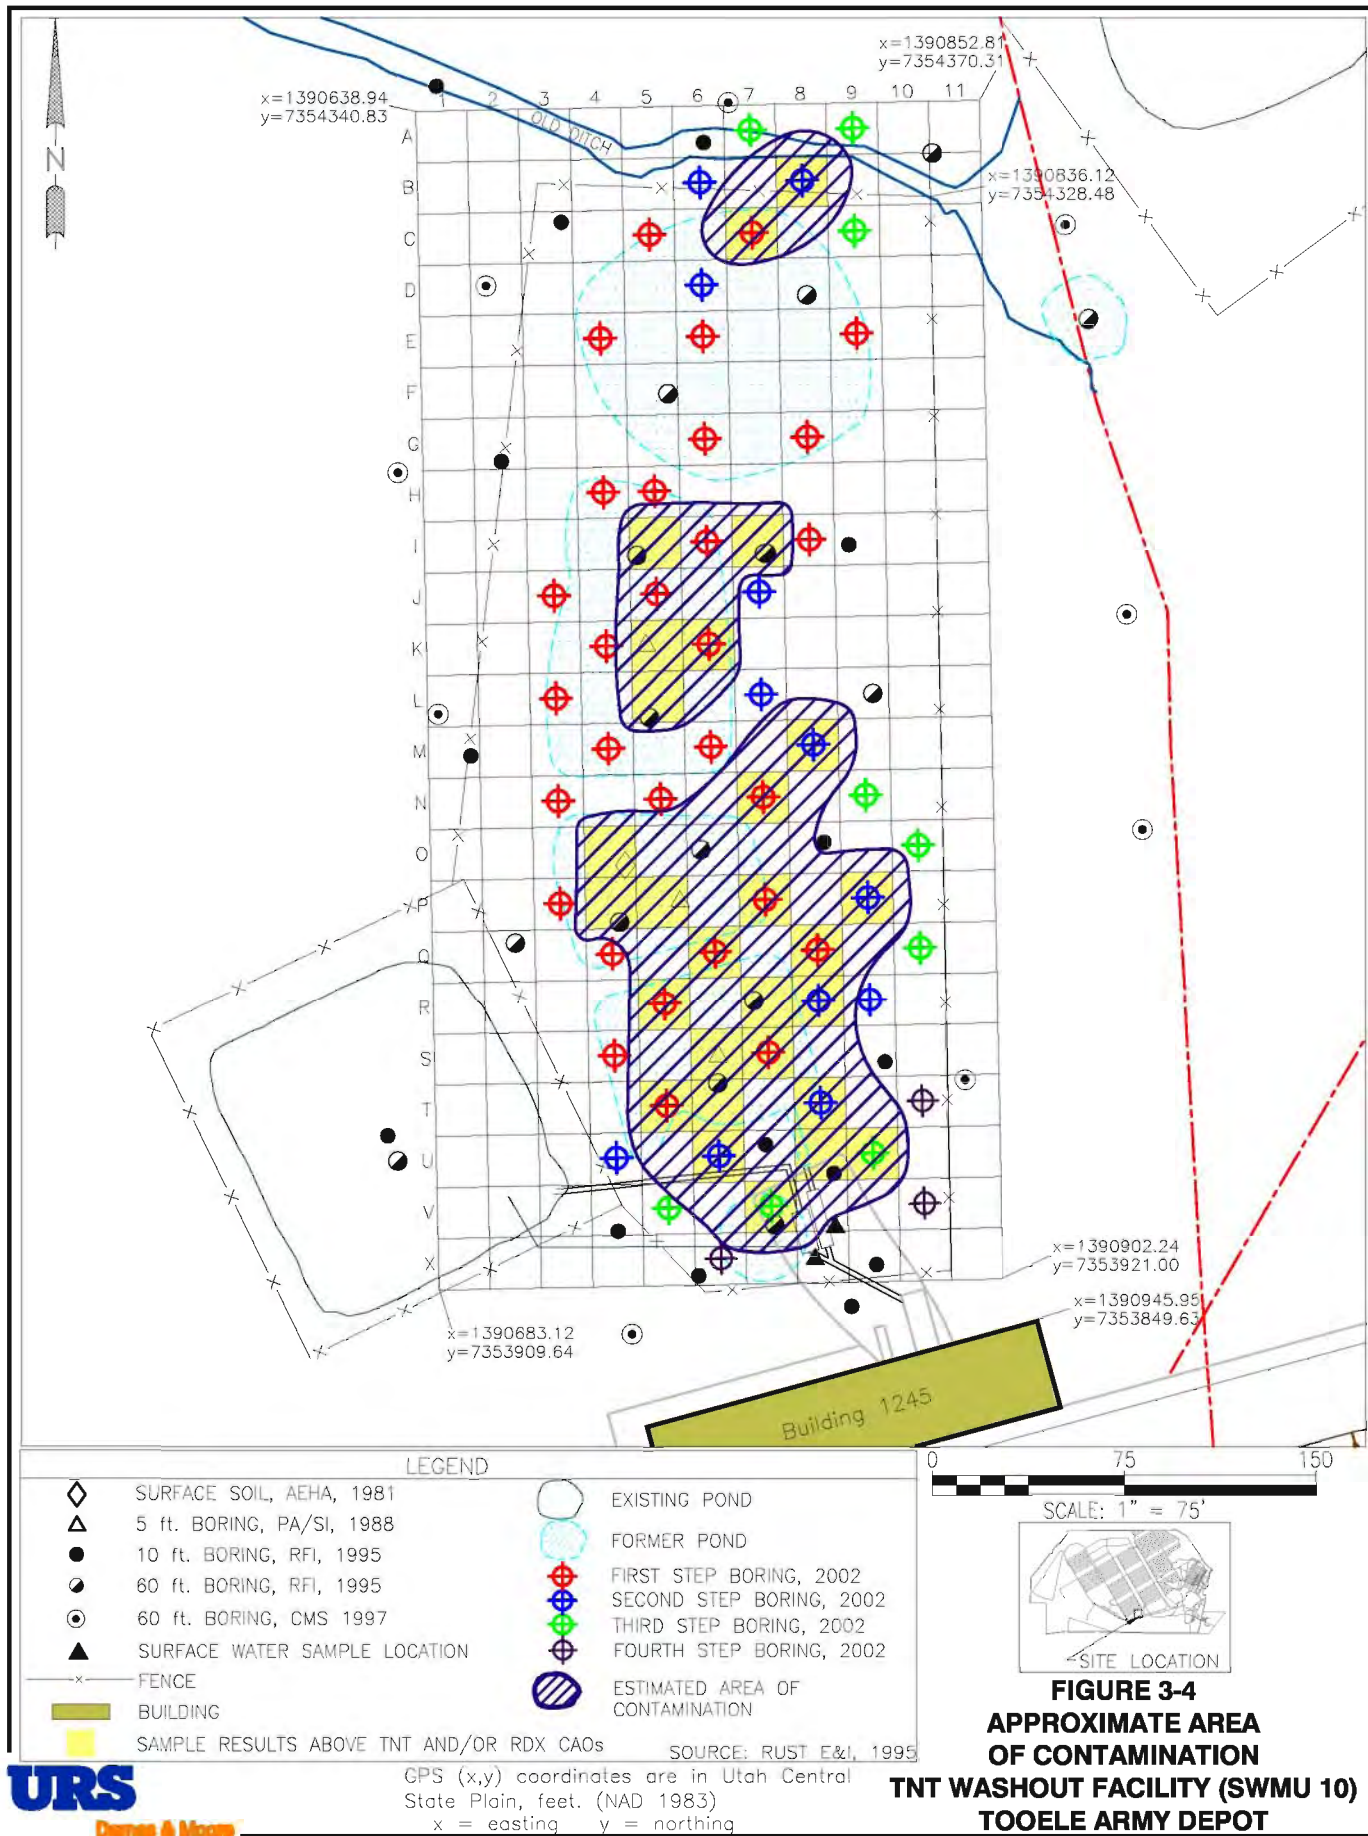 x=1390852.81
y=7354370.31
x=1390638.94
y=7354340.83
N
1 2 3 4 5 6 7 8 9 10 11
OLD DITCH
x=1390836.12
y=7354328.48
A
B
C
D
E
F
G
H
I
J
K
L
M
N
O
P
Q
R
S
T
U
V
X
x=1390902.24
y=7353921.00
x=1390945.95
y=7353849.63
x=1390683.12
y=7353909.64
Building 1245
LEGEND
SURFACE SOIL, AEHA, 1981
5 ft. BORING, PA/SI, 1988
10 ft. BORING, RFI, 1995
60 ft. BORING, RFI, 1995
60 ft. BORING, CMS 1997
SURFACE WATER SAMPLE LOCATION
FENCE
BUILDING
SAMPLE RESULTS ABOVE TNT AND/OR RDX CAOs
EXISTING POND
FORMER POND
FIRST STEP BORING, 2002
SECOND STEP BORING, 2002
THIRD STEP BORING, 2002
FOURTH STEP BORING, 2002
ESTIMATED AREA OF
CONTAMINATION
SOURCE: RUST E&I, 1995
0 75 150
SCALE: 1" = 75'
SITE LOCATION
FIGURE 3-4
APPROXIMATE AREA
OF CONTAMINATION
TNT WASHOUT FACILITY (SWMU 10)
TOOELE ARMY DEPOT
URS
Dames & Moore
GPS (x,y) coordinates are in Utah Central
State Plain, feet. (NAD 1983)
x = easting y = northing